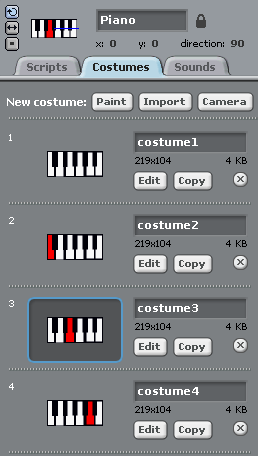 Piano
x: 0 y: 0 direction: 90
Scripts Costumes Sounds
New costume: Paint Import Camera
1
costume1
219x104 4 KB
Edit Copy
2
costume2
219x104 4 KB
Edit Copy
3
costume3
219x104 4 KB
Edit Copy
4
costume4
219x104 4 KB
Edit Copy